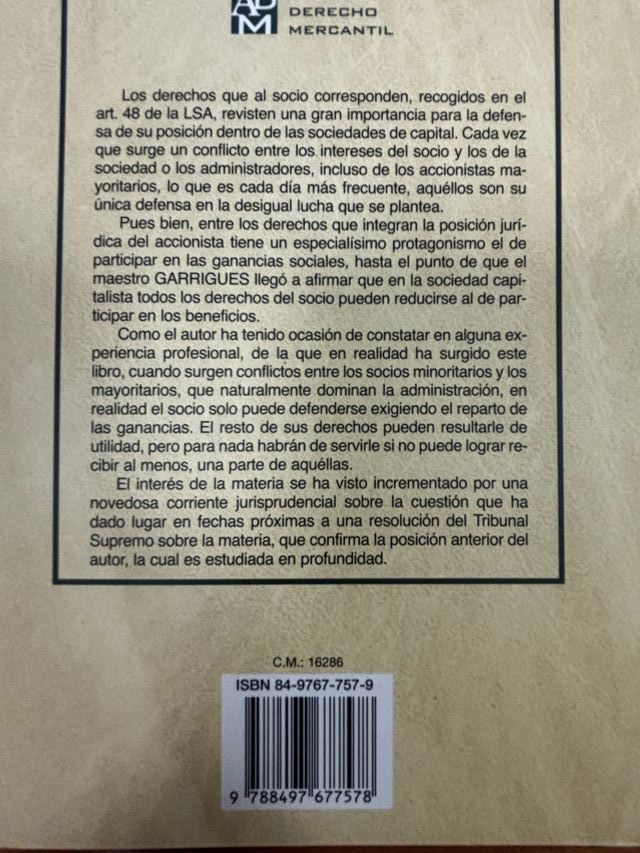 DERECHO
MERCANTIL
Los derechos que al socio corresponden, recogidos en el
art. 48 de la LSA, revisten una gran importancia para la defen-
sa de su posición dentro de las sociedades de capital. Cada vez
que surge un conflicto entre los intereses del socio y los de la
sociedad o los administradores, incluso de los accionistas ma-
yoritarios, lo que es cada día más frecuente, aquéllos son su
única defensa en la desigual lucha que se plantea.
Pues bien, entre los derechos que integran la posición jurí-
dica del accionista tiene un especialísimo protagonismo el de
participar en las ganancias sociales, hasta el punto de que el
maestro GARRIGUES llegó a afirmar que en la sociedad capi-
talista todos los derechos del socio pueden reducirse al de par-
ticipar en los beneficios.
Como el autor ha tenido ocasión de constatar en alguna ex-
periencia profesional, de la que en realidad ha surgido este
libro, cuando surgen conflictos entre los socios minoritarios y los
mayoritarios, que naturalmente dominan la administración, en
realidad el socio solo puede defenderse exigiendo el reparto de
las ganancias. El resto de sus derechos pueden resultarle de
utilidad, pero para nada habrán de servirle si no puede lograr re-
cibir al menos, una parte de aquéllas.
El interés de la materia se ha visto incrementado por una
novedosa corriente jurisprudencial sobre la cuestión que ha
dado lugar en fechas próximas a una resolución del Tribunal
Supremo sobre la materia, que confirma la posición anterior del
autor, la cual es estudiada en profundidad.
C.M.: 16286
ISBN 84-9767-757-9
9 788497 677578